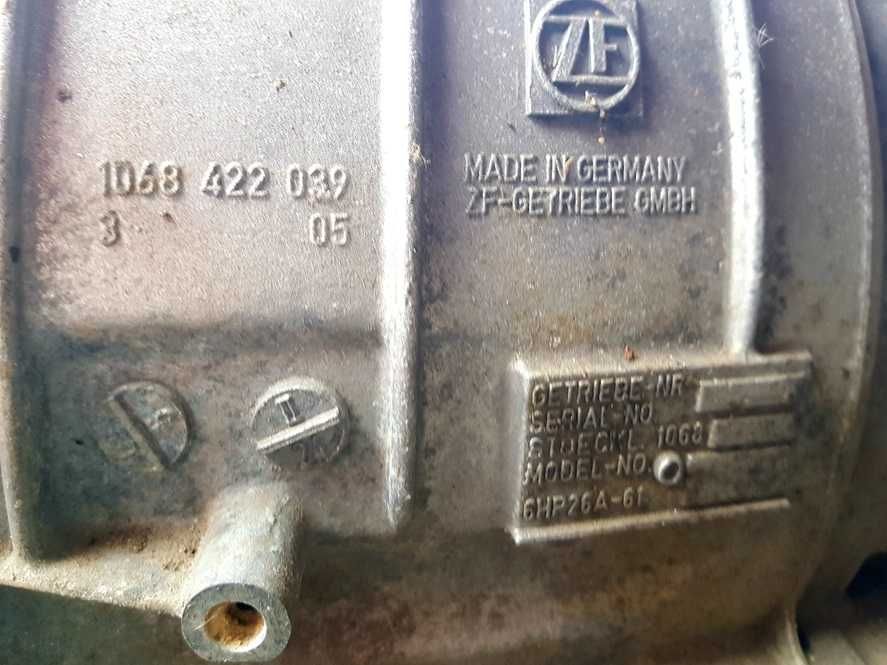 ZF
1068 422 039
3 05
MADE IN GERMANY
ZF-GETRIEBE GMBH
GETRIEBE-NR
SERIAL-NO.
STUECKL. 1068
MODEL-NO.
6HP26A-61
II